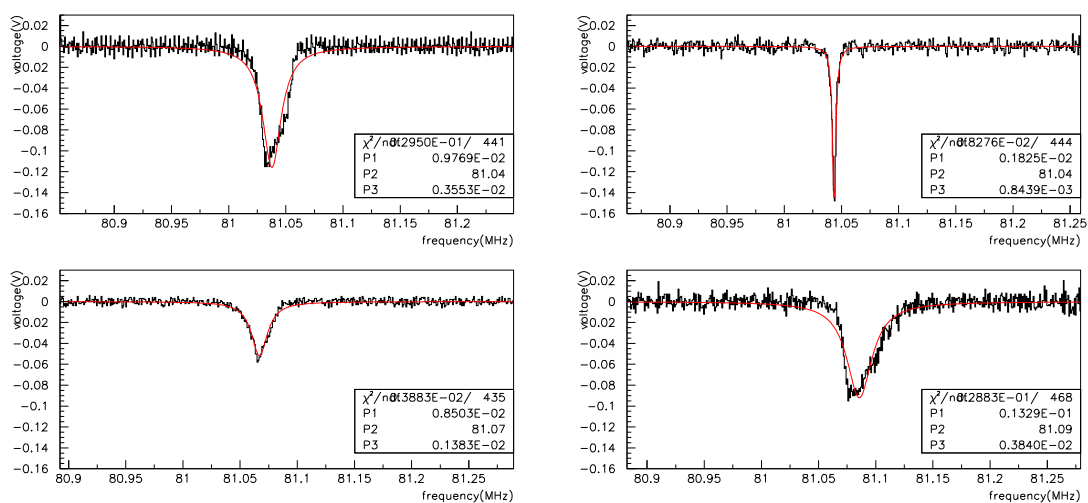 voltage(V)
0.02
0
−0.02
−0.04
−0.06
−0.08
−0.1
−0.12
−0.14
−0.16
80.9 80.95 81 81.05 81.1 81.15 81.2
frequency(MHz)
441
P1 0.9769E−02
P2 81.04
P3 0.3553E−02
voltage(V)
0.02
0
−0.02
−0.04
−0.06
−0.08
−0.1
−0.12
−0.14
−0.16
80.9 80.95 81 81.05 81.1 81.15 81.2 81.25
frequency(MHz)
444
P1 0.1825E−02
P2 81.04
P3 0.8439E−03
voltage(V)
0.02
0
−0.02
−0.04
−0.06
−0.08
−0.1
−0.12
−0.14
−0.16
80.9 80.95 81 81.05 81.1 81.15 81.2 81.25
frequency(MHz)
435
P1 0.8503E−02
P2 81.07
P3 0.1383E−02
voltage(V)
0.02
0
−0.02
−0.04
−0.06
−0.08
−0.1
−0.12
−0.14
−0.16
80.9 80.95 81 81.05 81.1 81.15 81.2 81.25
frequency(MHz)
468
P1 0.1329E−01
P2 81.09
P3 0.3840E−02